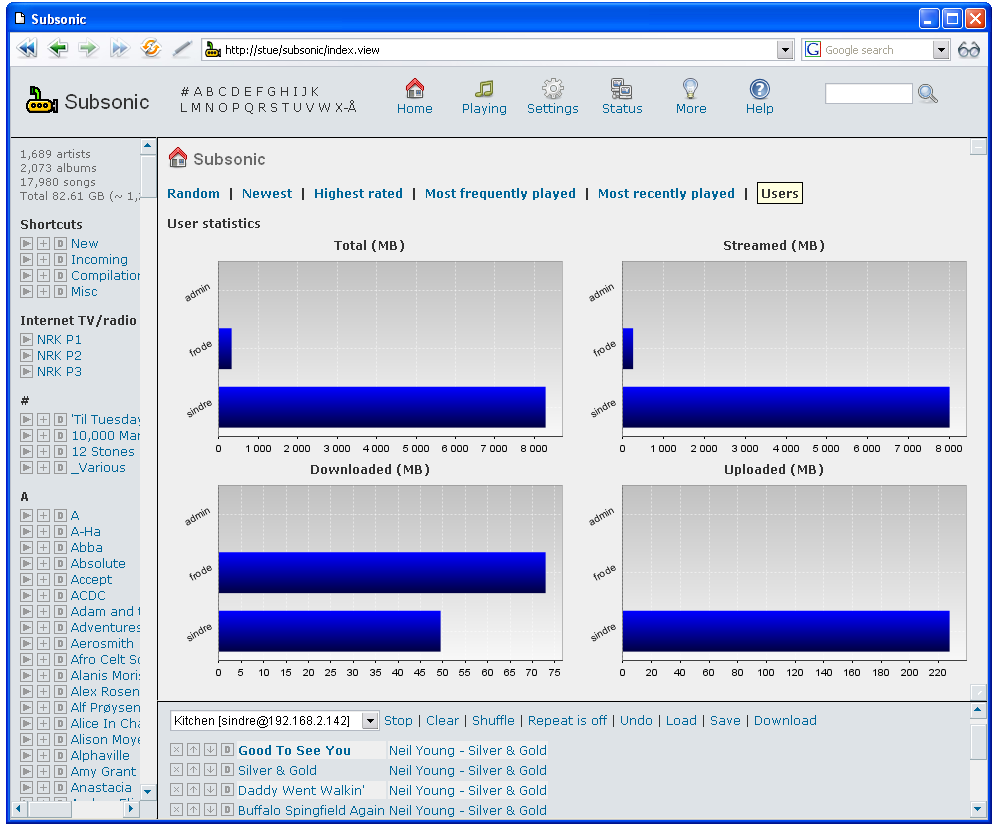 Subsonic
http://stue/subsonic/index.view
Google search
Subsonic
# A B C D E F G H I J K
L M N O P Q R S T U V W X-Å
Home
Playing
Settings
Status
More
Help
1,689 artists
2,073 albums
17,980 songs
Total 82.61 GB (~ 1,
Shortcuts
New
Incoming
Compilation
Misc
Internet TV/radio
NRK P1
NRK P2
NRK P3
#
'Til Tuesday
10,000 Mar
12 Stones
_Various
A
A
A-Ha
Abba
Absolute
Accept
ACDC
Adam and t
Adventures
Aerosmith
Afro Celt So
Alanis Moris
Alex Rosen
Alf Prøysen
Alice In Cha
Alison Moye
Alphaville
Amy Grant
Anastacia
Subsonic
Random | Newest | Highest rated | Most frequently played | Most recently played | Users
User statistics
Total (MB)
admin
frode
sindre
0 1 000 2 000 3 000 4 000 5 000 6 000 7 000 8 000
Streamed (MB)
admin
frode
sindre
0 1 000 2 000 3 000 4 000 5 000 6 000 7 000 8 000
Downloaded (MB)
admin
frode
sindre
0 5 10 15 20 25 30 35 40 45 50 55 60 65 70 75
Uploaded (MB)
admin
frode
sindre
0 20 40 60 80 100 120 140 160 180 200 220
Kitchen [sindre@192.168.2.142] Stop | Clear | Shuffle | Repeat is off | Undo | Load | Save | Download
D Good To See You Neil Young - Silver & Gold
D Silver & Gold Neil Young - Silver & Gold
D Daddy Went Walkin' Neil Young - Silver & Gold
D Buffalo Spingfield Again Neil Young - Silver & Gold